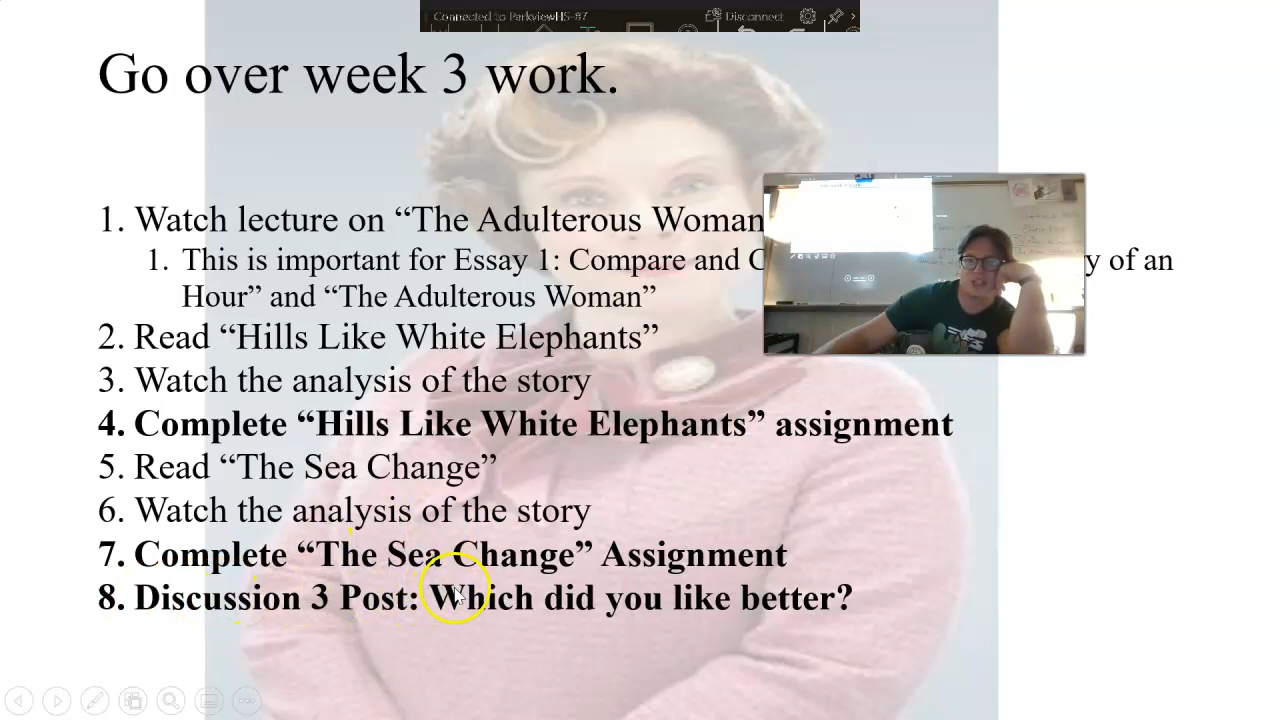 Connected to ParkviewHS-87 Disconnect
Go over week 3 work.
1. Watch lecture on “The Adulterous Woman
1. This is important for Essay 1: Compare and C y of an
Hour” and “The Adulterous Woman”
2. Read “Hills Like White Elephants”
3. Watch the analysis of the story
4. Complete “Hills Like White Elephants” assignment
5. Read “The Sea Change”
6. Watch the analysis of the story
7. Complete “The Sea Change” Assignment
8. Discussion 3 Post: Which did you like better?